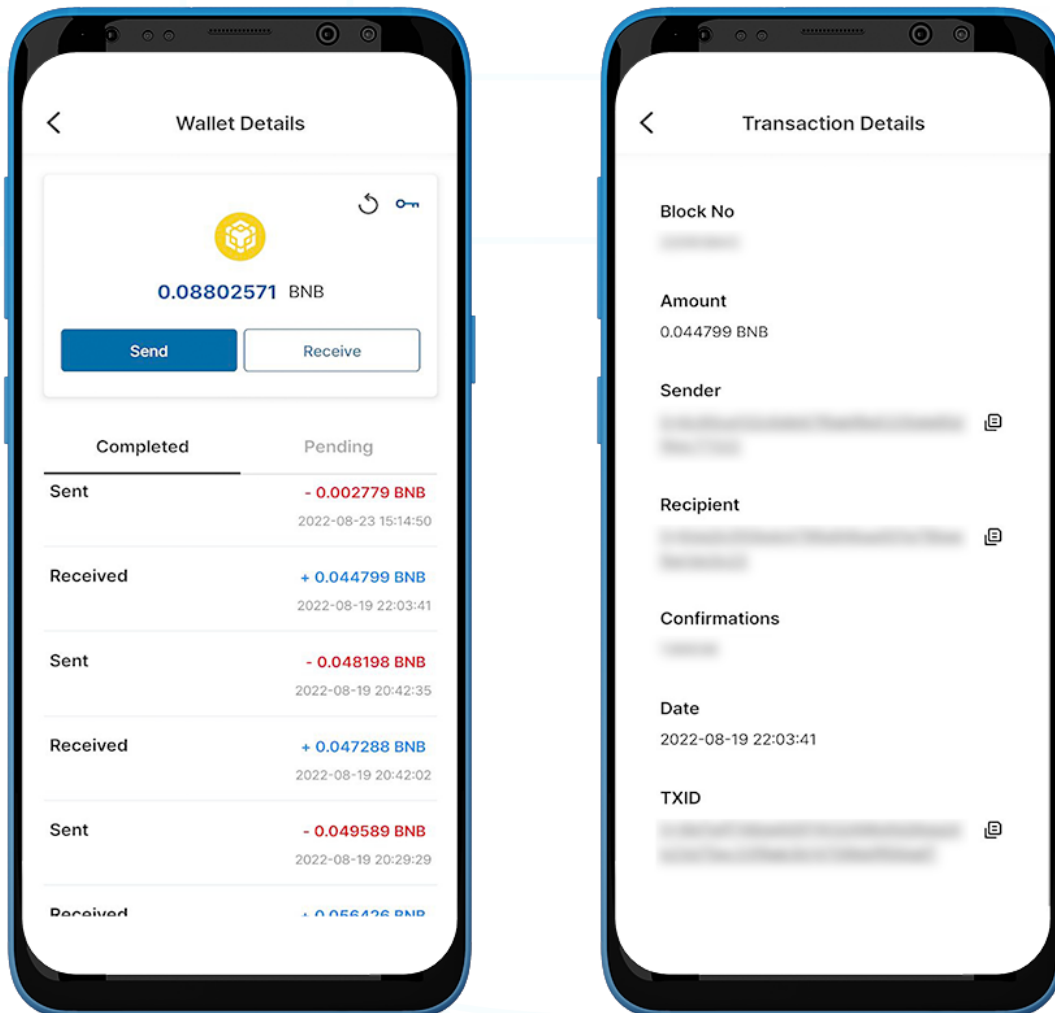 Wallet Details
0.08802571 BNB
Send
Receive
Completed
Pending
Sent
- 0.002779 BNB
2022-08-23 15:14:50
Received
+ 0.044799 BNB
2022-08-19 22:03:41
Sent
- 0.048198 BNB
2022-08-19 20:42:35
Received
+ 0.047288 BNB
2022-08-19 20:42:02
Sent
- 0.049589 BNB
2022-08-19 20:29:29
Received
+ 0.056426 BNB
Transaction Details
Block No
Amount
0.044799 BNB
Sender
Recipient
Confirmations
Date
2022-08-19 22:03:41
TXID